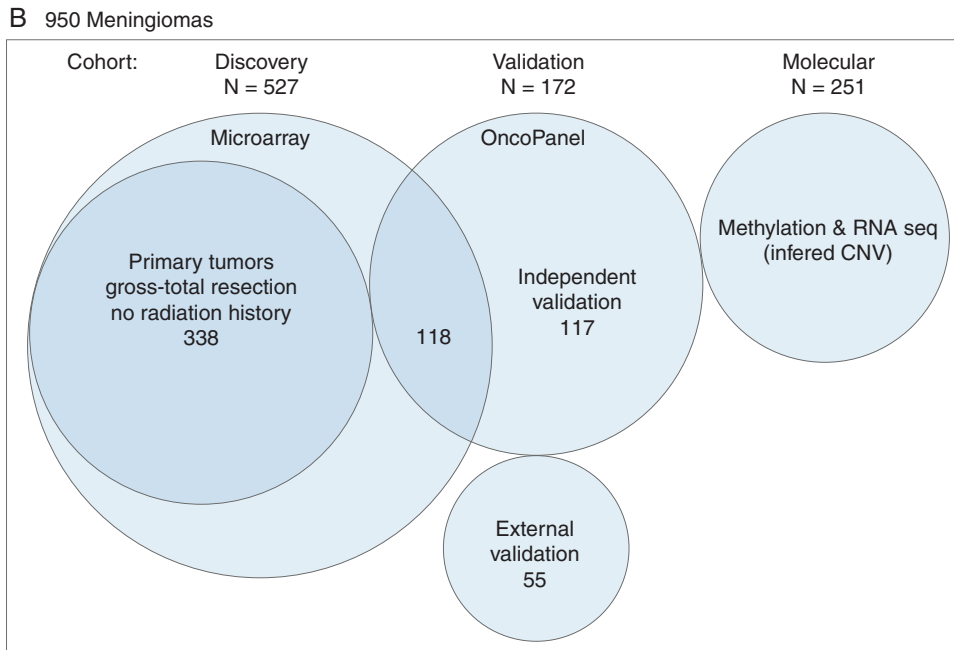 B 950 Meningiomas
Cohort: Discovery Validation Molecular
N = 527 N = 172 N = 251
Microarray OncoPanel
Primary tumors
gross-total resection
no radiation history
338
118
Independent
validation
117
Methylation & RNA seq
(infered CNV)
External
validation
55